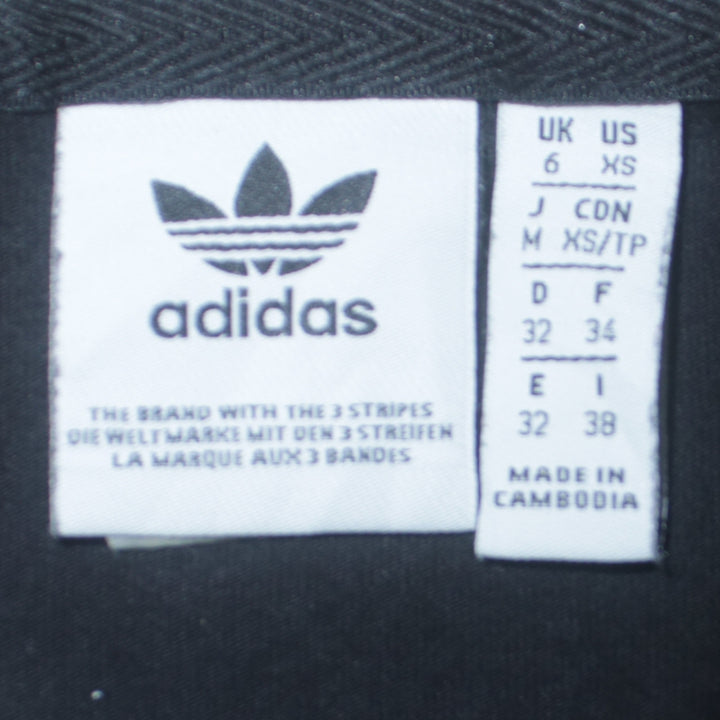 adidas
THE BRAND WITH THE 3 STRIPES
DIE WELTMARKE MIT DEN 3 STREIFEN
LA MARQUE AUX 3 BANDES
UK US
6 XS
J CDN
M XS/TP
D F
32 34
E I
32 38
MADE IN
CAMBODIA